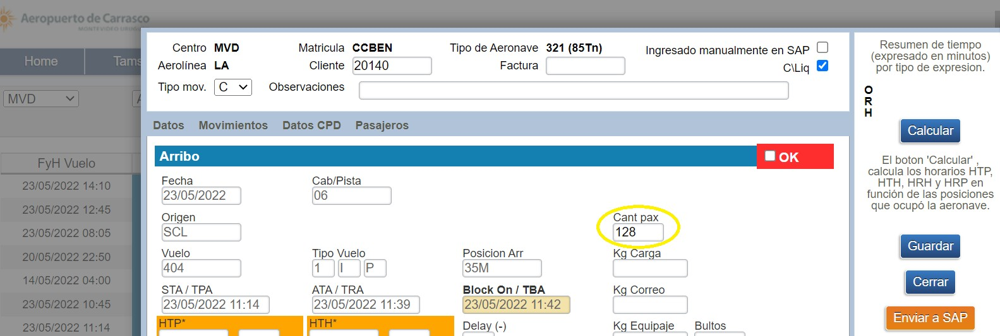 Aeropuerto de Carrasco
MONTEVIDEO URUGU
Home
Tams
MVD
A
FyH Vuelo
23/05/2022 14:10
23/05/2022 12:45
23/05/2022 08:05
20/05/2022 22:50
14/05/2022 04:00
23/05/2022 10:45
23/05/2022 11:14
Centro MVD Matricula CCBEN Tipo de Aeronave 321 (85Tn) Ingresado manualmente en SAP
Aerolínea LA Cliente 20140 Factura C\Liq
Tipo mov. C Observaciones
Datos Movimientos Datos CPD Pasajeros
Arribo OK
Fecha Cab/Pista
23/05/2022 06
Origen Cant pax
SCL 128
Vuelo Tipo Vuelo Posicion Arr Kg Carga
404 1 I P 35M
STA / TPA ATA / TRA Block On / TBA Kg Correo
23/05/2022 11:14 23/05/2022 11:39 23/05/2022 11:42
HTP* HTH* Delay (-) Kg Equipaje Bultos
Resumen de tiempo
(expresado en minutos)
por tipo de expresion.
O
R
H
Calcular
El boton 'Calcular' ,
calcula los horarios HTP,
HTH, HRH y HRP en
función de las posiciones
que ocupó la aeronave.
Guardar
Cerrar
Enviar a SAP